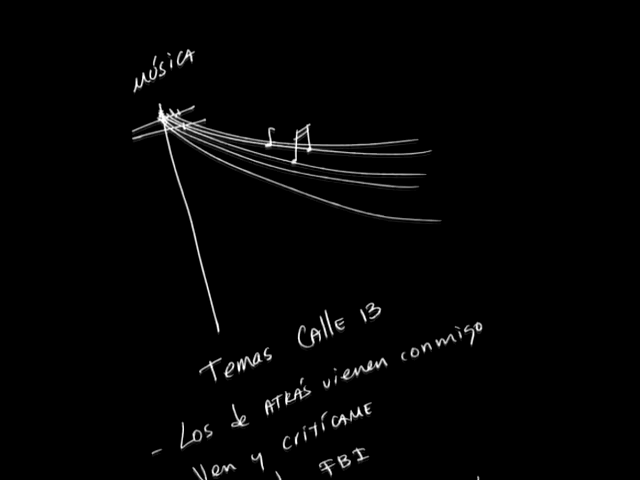 MÚSICA
Temas Calle 13
- Los de ATRÁS vienen conmigo
Ven y CRITÍCAME
FBI